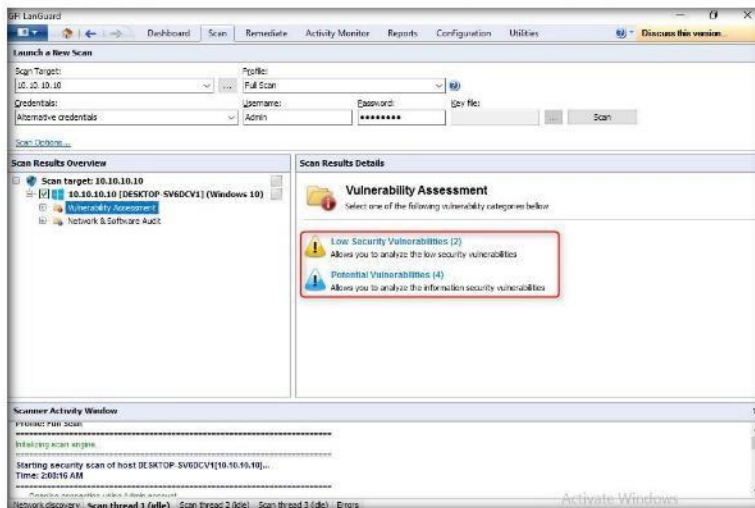 GFI LanGuard
Dashboard Scan Remediate Activity Monitor Reports Configuration Utilities Discuss this version...
Launch a New Scan
Scan Target: Profile:
10.10.10.10 ... Full Scan
Credentials: Username: Password: Key file:
Alternative credentials Admin ●●●●●●●● ... Scan
Scan Options...
Scan Results Overview Scan Results Details
Scan target: 10.10.10.10
10.10.10.10 [DESKTOP-SV6DCV1] (Windows 10)
Vulnerability Assessment
Network & Software Audit
Vulnerability Assessment
Select one of the following vulnerability categories bellow
Low Security Vulnerabilities (2)
Allows you to analyze the low security vulnerabilities
Potential Vulnerabilities (4)
Allows you to analyze the information security vulnerabilities
Scanner Activity Window
Profile: Full Scan
Initializing scan engine...
Starting security scan of host DESKTOP-SV6DCV1[10.10.10.10]...
Time: 2:03:16 AM
Activate Windows
Network discovery Scan thread 1 (idle) Scan thread 2 (idle) Scan thread 3 (idle) Errors